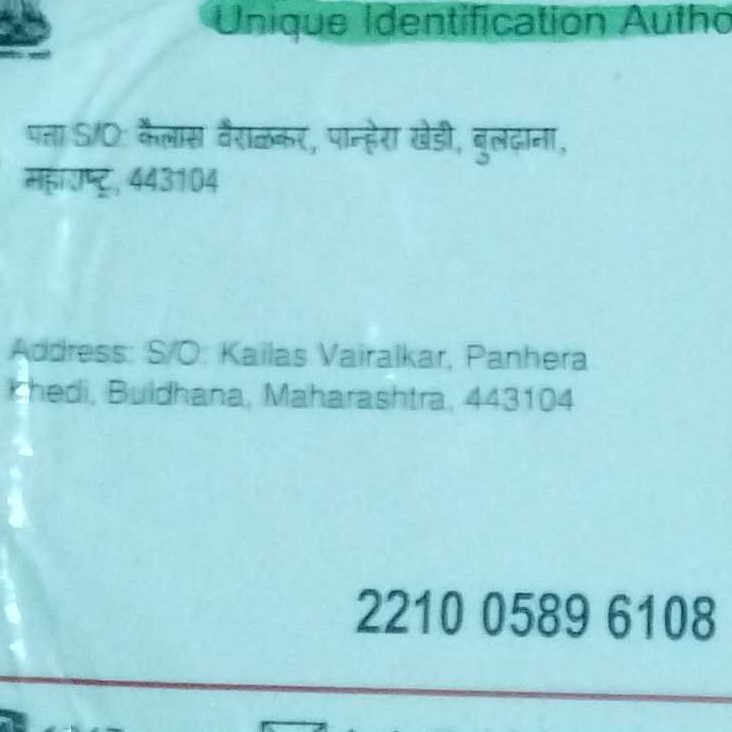 Unique Identification Autho
पता S/O: कैलास वैराळकर, पान्हेरा खेडी, बुलढाना,
महाराष्ट्र, 443104
Address: S/O: Kailas Vairalkar, Panhera
Khedi, Buldhana, Maharashtra, 443104
2210 0589 6108